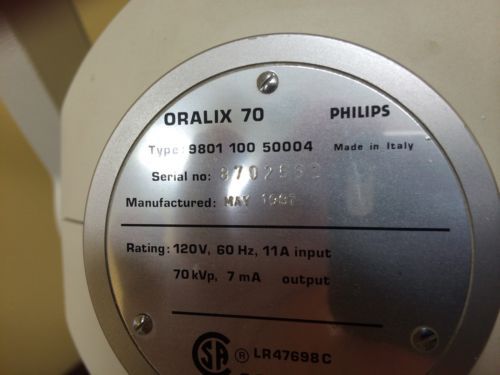 ORALIX 70 PHILIPS
Type: 9801 100 50004 Made in Italy
Serial no:
Manufactured: MAY
Rating: 120V, 60 Hz, 11A input
70 kVp, 7 mA output
CSA ® LR47698C